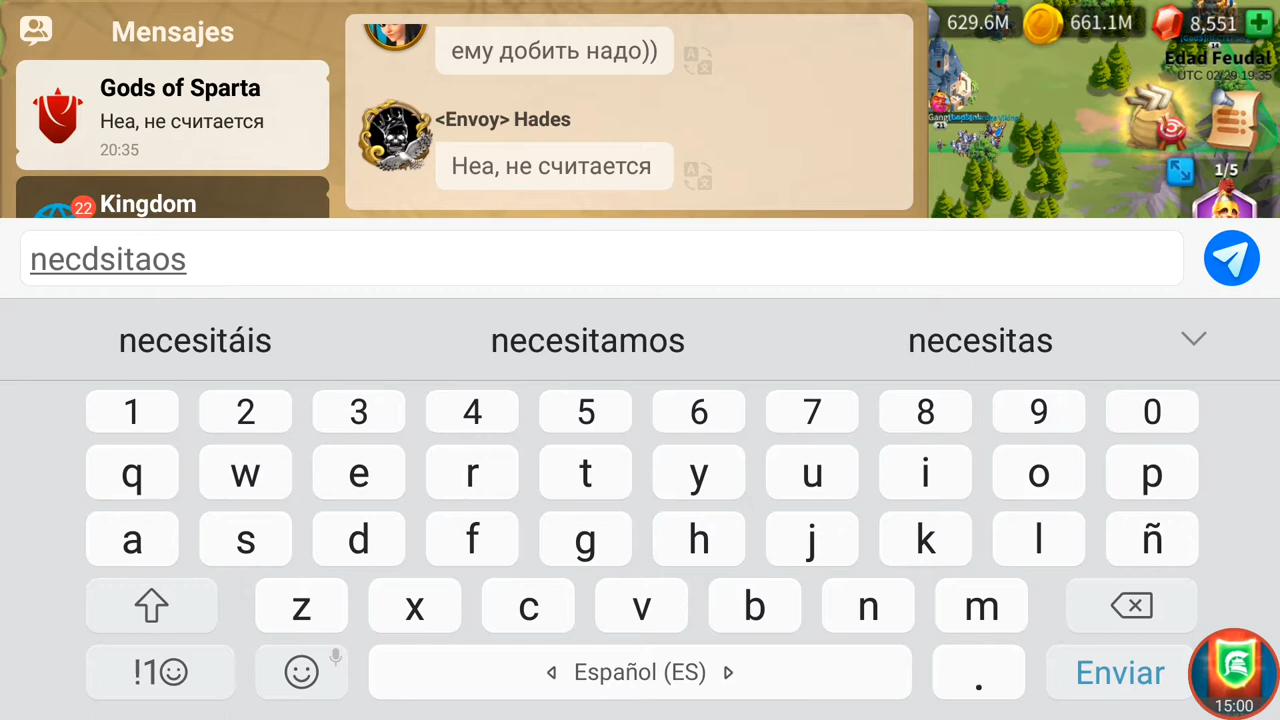 Mensajes
Gods of Sparta
Неа, не считается
20:35
22
Kingdom
ему добить надо))
<Envoy> Hades
Неа, не считается
629.6M
661.1M
8,551
Edad Feudal
UTC 02/29 19:35
1/5
necdsitaos
necesitáis
necesitamos
necesitas
1 2 3 4 5 6 7 8 9 0
q w e r t y u i o p
a s d f g h j k l ñ
z x c v b n m
!1
Español (ES)
.
Enviar
15:00